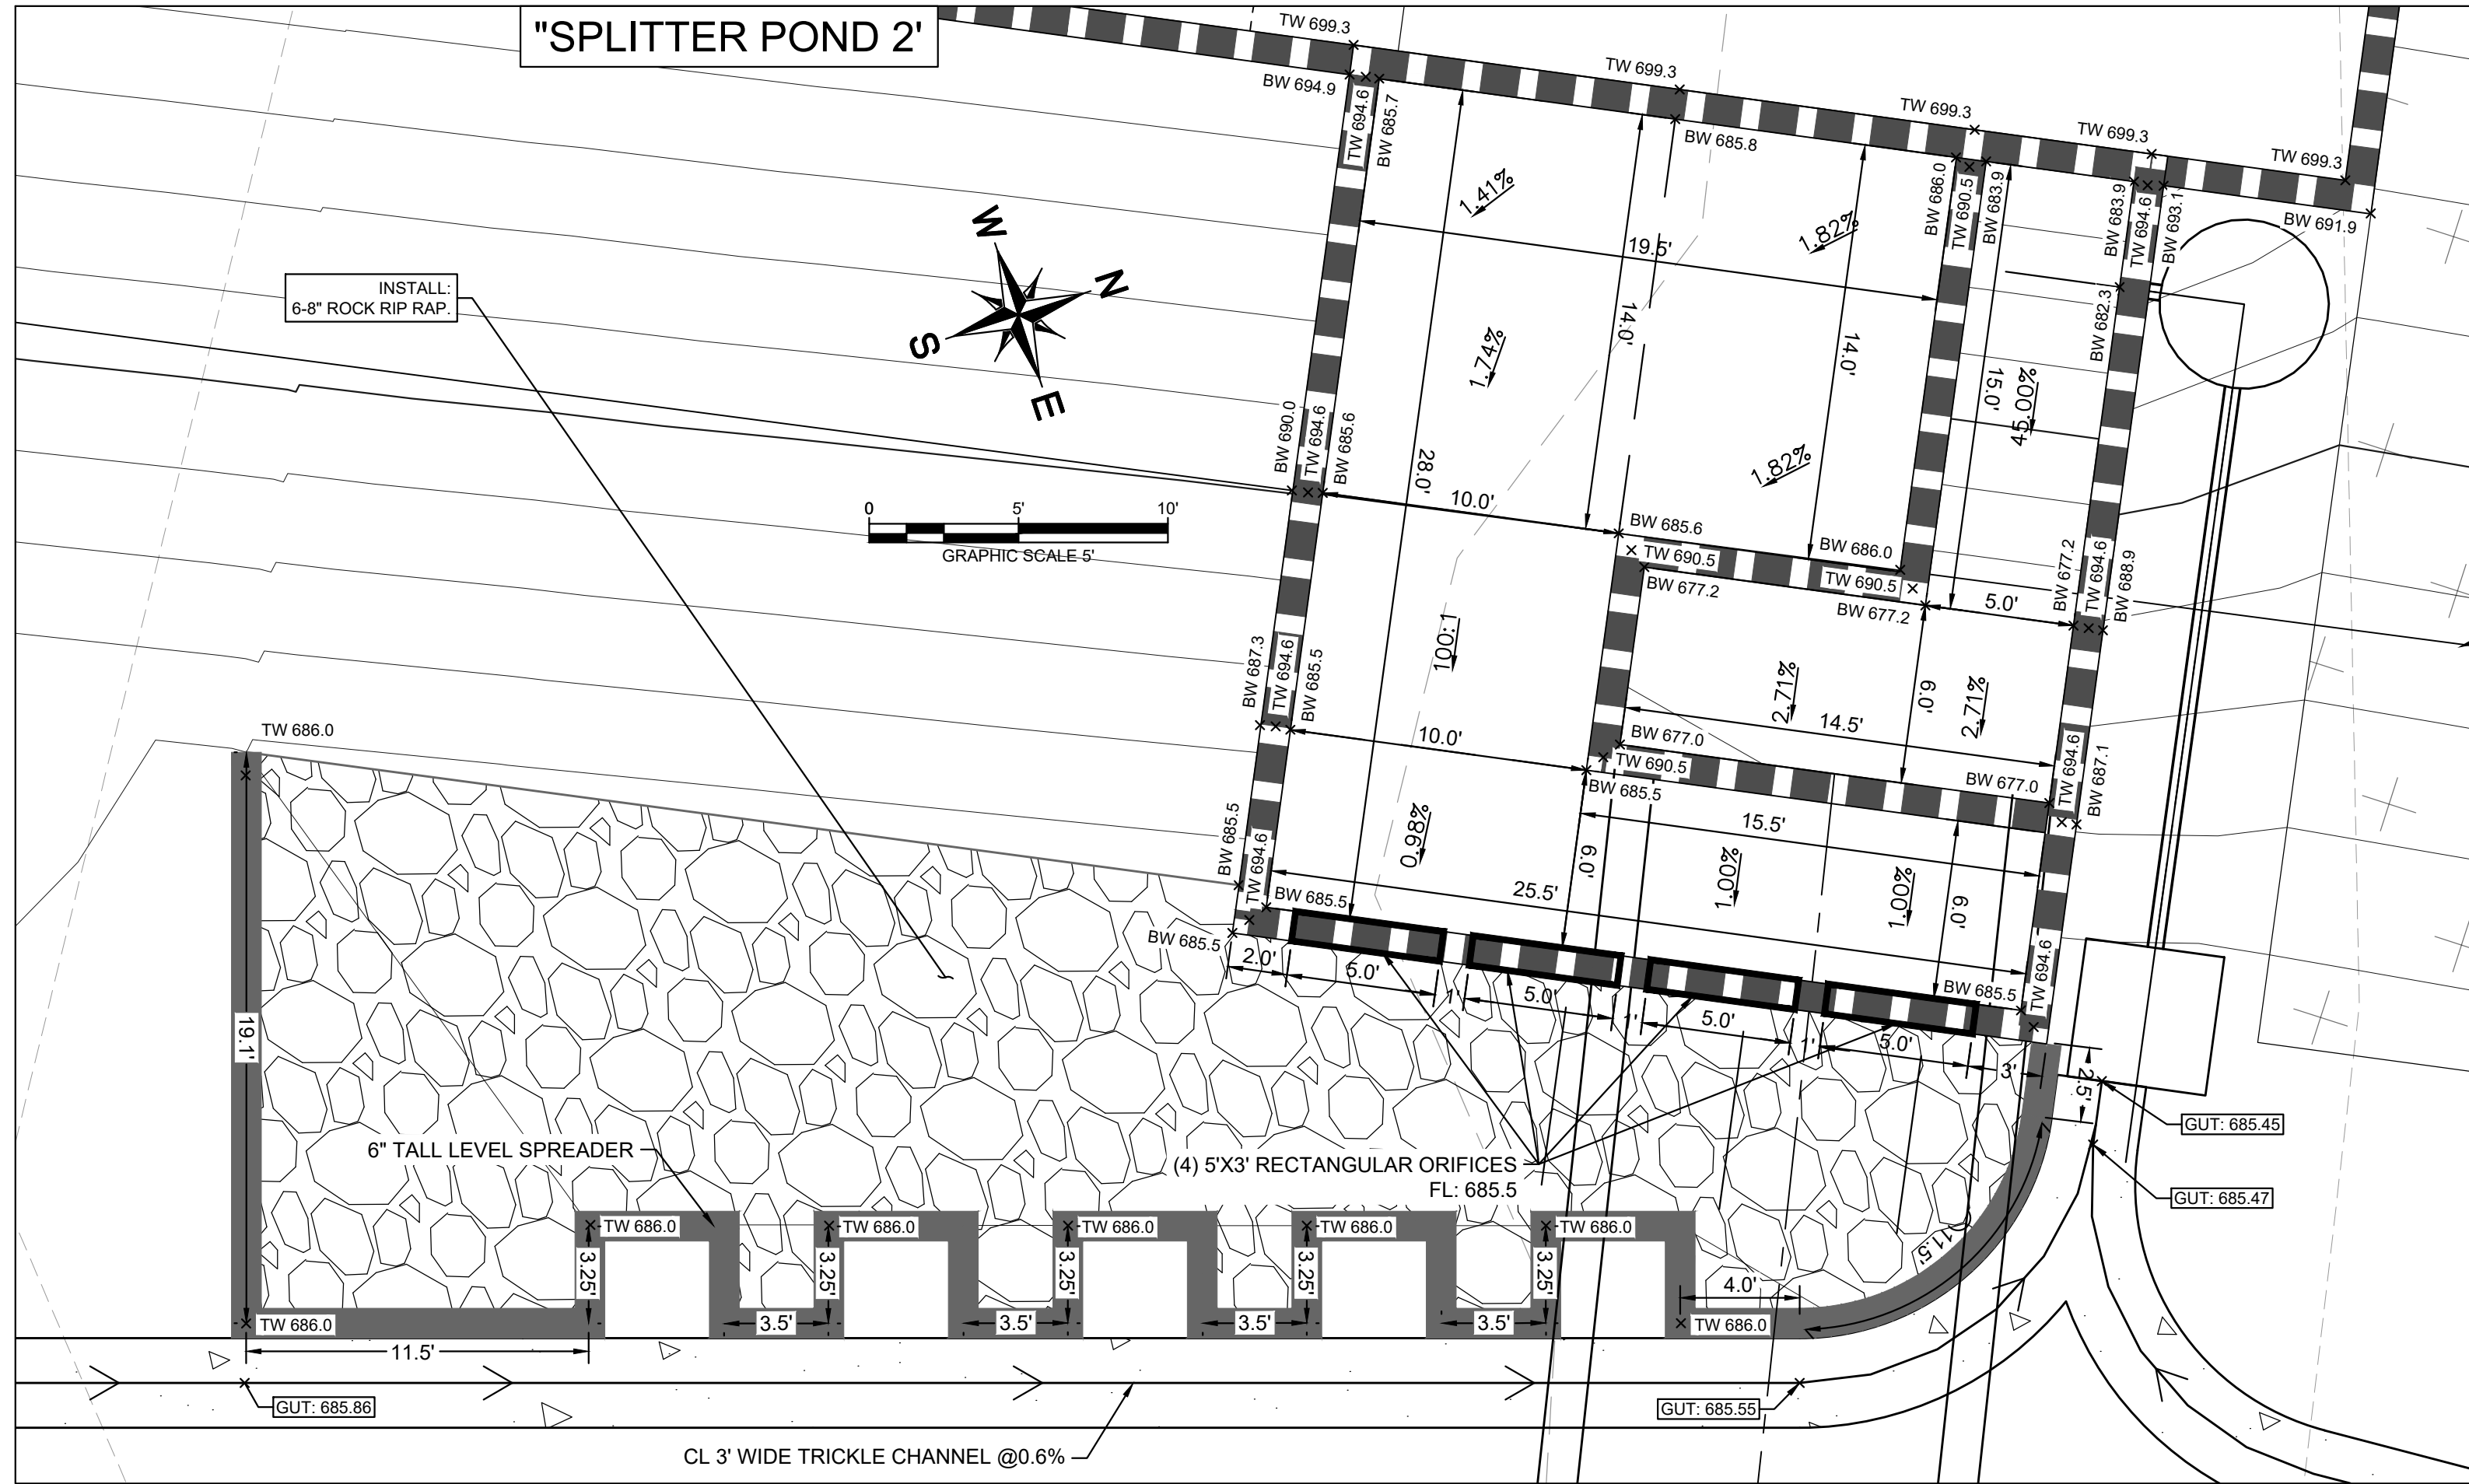 "SPLITTER POND 2'
TW 699.3
TW 699.3
TW 699.3
TW 699.3
TW 699.3
BW 694.9
TW 694.6
BW 685.7
BW 685.8
BW 686.0
TW 690.5
BW 683.9
BW 683.9
TW 694.6
BW 693.1
BW 691.9
1.41%
1.82%
19.5'
W
N
S
E
INSTALL:
6-8" ROCK RIP RAP.
BW 682.3
14.0'
14.0'
1.74%
15.0'
45.00%
BW 690.0
TW 694.6
BW 685.6
28.0'
1.82%
10.0'
0
5'
10'
GRAPHIC SCALE 5'
BW 685.6
TW 690.5
BW 677.2
BW 686.0
TW 690.5
BW 677.2
5.0'
BW 677.2
TW 694.6
BW 688.9
100:1
BW 687.3
TW 694.6
BW 685.5
2.71%
6.0'
2.71%
14.5'
10.0'
TW 686.0
BW 677.0
TW 690.5
BW 685.5
BW 677.0
TW 694.6
BW 687.1
15.5'
0.98%
6.0'
1.00%
1.00%
6.0'
BW 685.5
TW 694.6
BW 685.5
25.5'
BW 685.5
BW 685.5
TW 694.6
2.0'
5.0'
1'
5.0'
1'
5.0'
1'
5.0'
3'
2.5'
19.1'
GUT: 685.45
6" TALL LEVEL SPREADER
(4) 5'X3' RECTANGULAR ORIFICES
FL: 685.5
GUT: 685.47
TW 686.0
TW 686.0
TW 686.0
TW 686.0
TW 686.0
11.5'
3.25'
3.25'
3.25'
3.25'
3.25'
4.0'
TW 686.0
3.5'
3.5'
3.5'
3.5'
TW 686.0
11.5'
GUT: 685.86
GUT: 685.55
CL 3' WIDE TRICKLE CHANNEL @0.6%